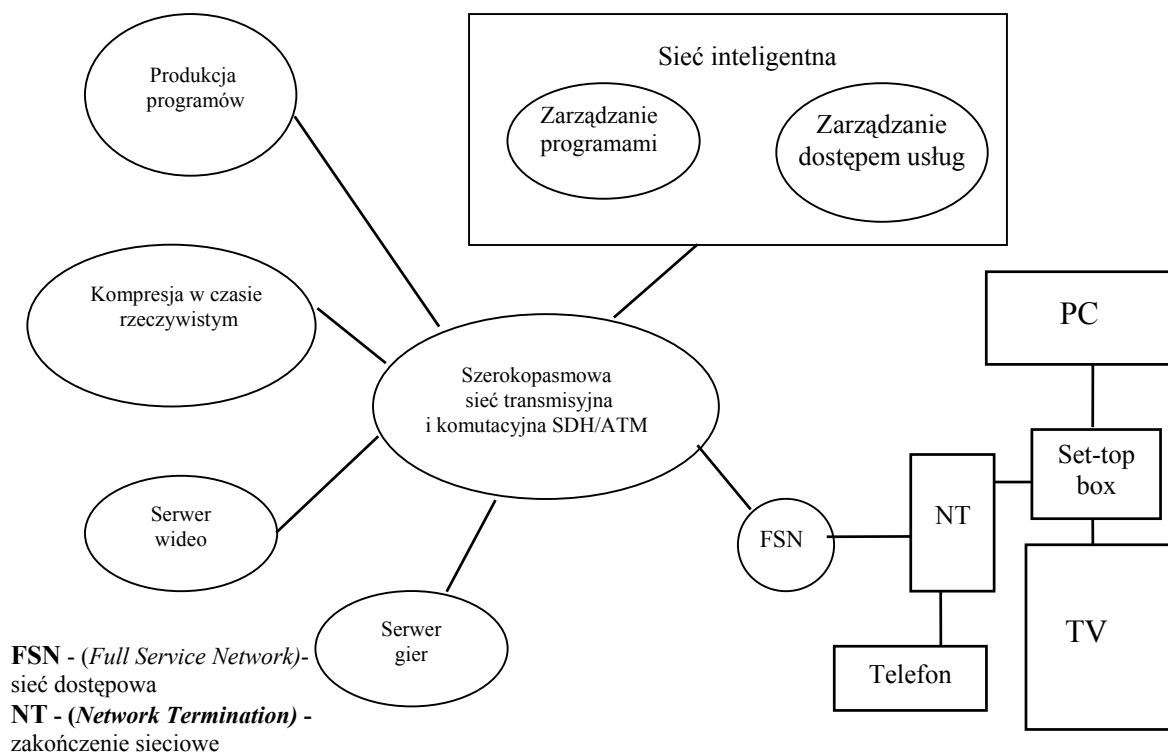 Produkcja
programów
Sieć inteligentna
Zarządzanie
programami
Zarządzanie
dostępem usług
Kompresja w czasie
rzeczywistym
Szerokopasmowa
sieć transmisyjna
i komutacyjna SDH/ATM
PC
Set-top
box
Serwer
wideo
FSN
NT
TV
Serwer
gier
Telefon
FSN - (Full Service Network)-
sieć dostępowa
NT - (Network Termination) -
zakończenie sieciowe